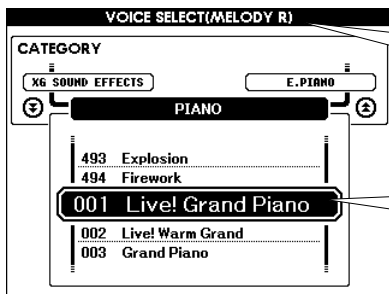 VOICE SELECT(MELODY R)
CATEGORY
XG SOUND EFFECTS E.PIANO
PIANO
493 Explosion
494 Firework
001 Live! Grand Piano
002 Live! Warm Grand
003 Grand Piano